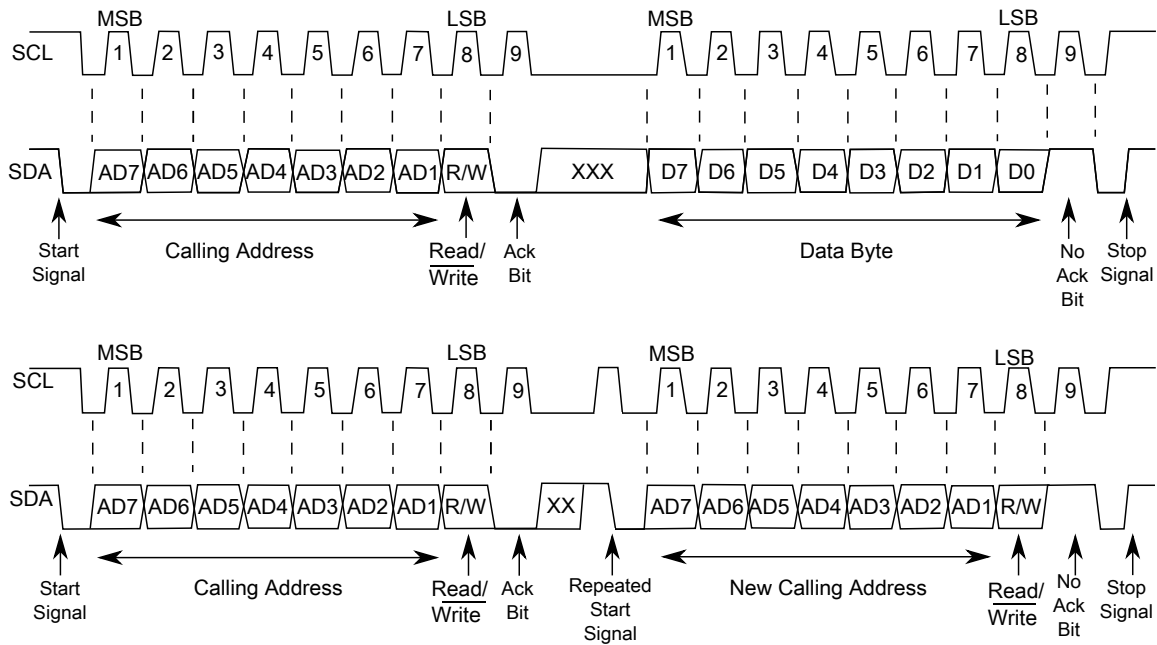 MSB LSB MSB LSB
SCL 1 2 3 4 5 6 7 8 9 1 2 3 4 5 6 7 8 9
SDA AD7 AD6 AD5 AD4 AD3 AD2 AD1 R/W XXX D7 D6 D5 D4 D3 D2 D1 D0
Start Signal
Calling Address
Read/ Write
Ack Bit
Data Byte
No Ack Bit
Stop Signal
MSB LSB MSB LSB
SCL 1 2 3 4 5 6 7 8 9 1 2 3 4 5 6 7 8 9
SDA AD7 AD6 AD5 AD4 AD3 AD2 AD1 R/W XX AD7 AD6 AD5 AD4 AD3 AD2 AD1 R/W
Start Signal
Calling Address
Read/ Write
Ack Bit
Repeated Start Signal
New Calling Address
Read/ Write
No Ack Bit
Stop Signal